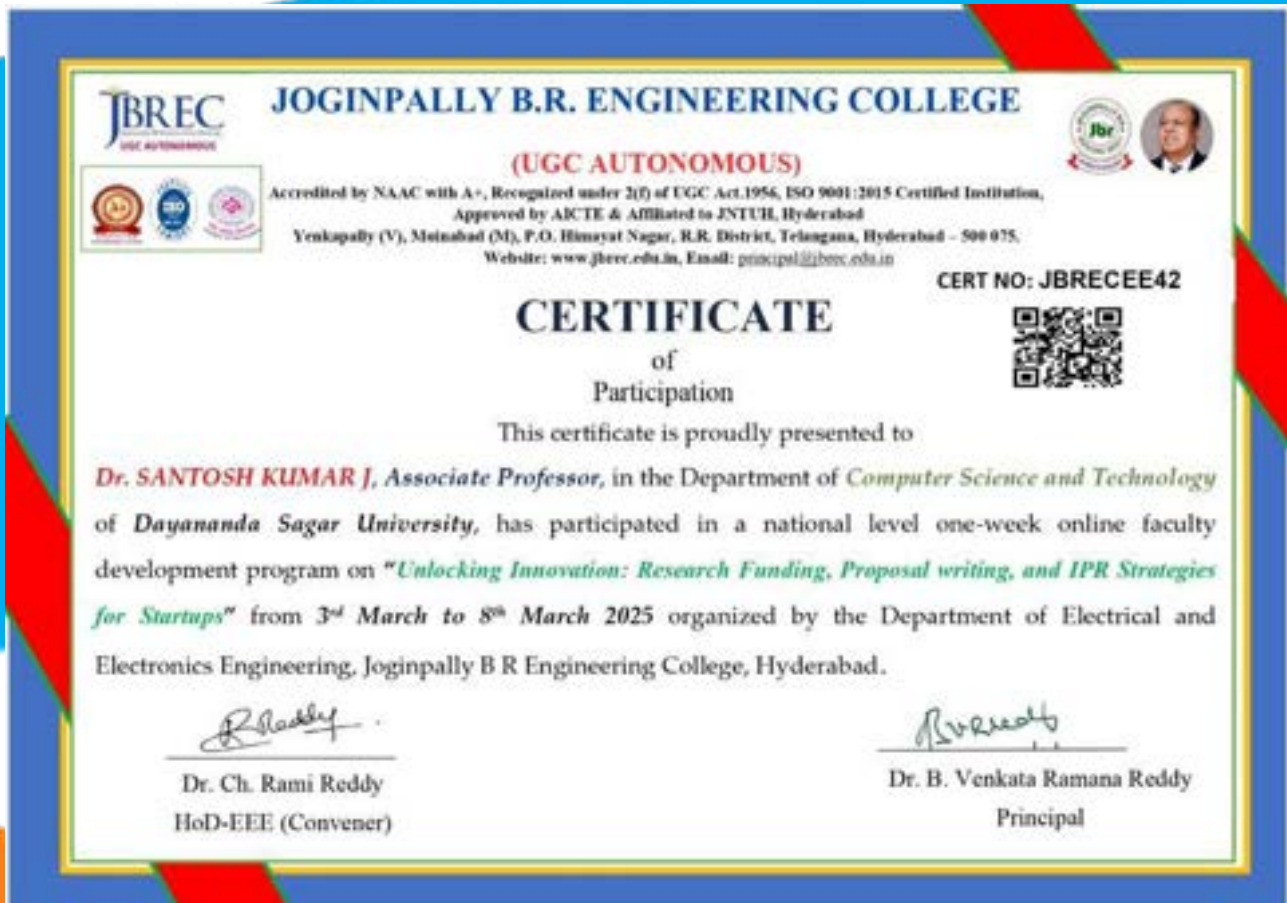 JBREC
UGC AUTONOMOUS
JOGINPALLY B.R. ENGINEERING COLLEGE
Jbr
(UGC AUTONOMOUS)
A+
ISO
Accredited by NAAC with A+, Recognized under 2(f) of UGC Act.1956, ISO 9001:2015 Certified Institution,
Approved by AICTE & Affiliated to JNTUH, Hyderabad
Yenkapally (V), Moinabad (M), P.O. Himayat Nagar, R.R. District, Telangana, Hyderabad – 500 075.
Website: www.jbrec.edu.in, Email: principal@jbrec.edu.in
CERT NO: JBRECEE42
CERTIFICATE
of
Participation
This certificate is proudly presented to
Dr. SANTOSH KUMAR J, Associate Professor, in the Department of Computer Science and Technology
of Dayananda Sagar University, has participated in a national level one-week online faculty
development program on "Unlocking Innovation: Research Funding, Proposal writing, and IPR Strategies
for Startups" from 3rd March to 8th March 2025 organized by the Department of Electrical and
Electronics Engineering, Joginpally B R Engineering College, Hyderabad.
Dr. Ch. Rami Reddy
HoD-EEE (Convener)
Dr. B. Venkata Ramana Reddy
Principal